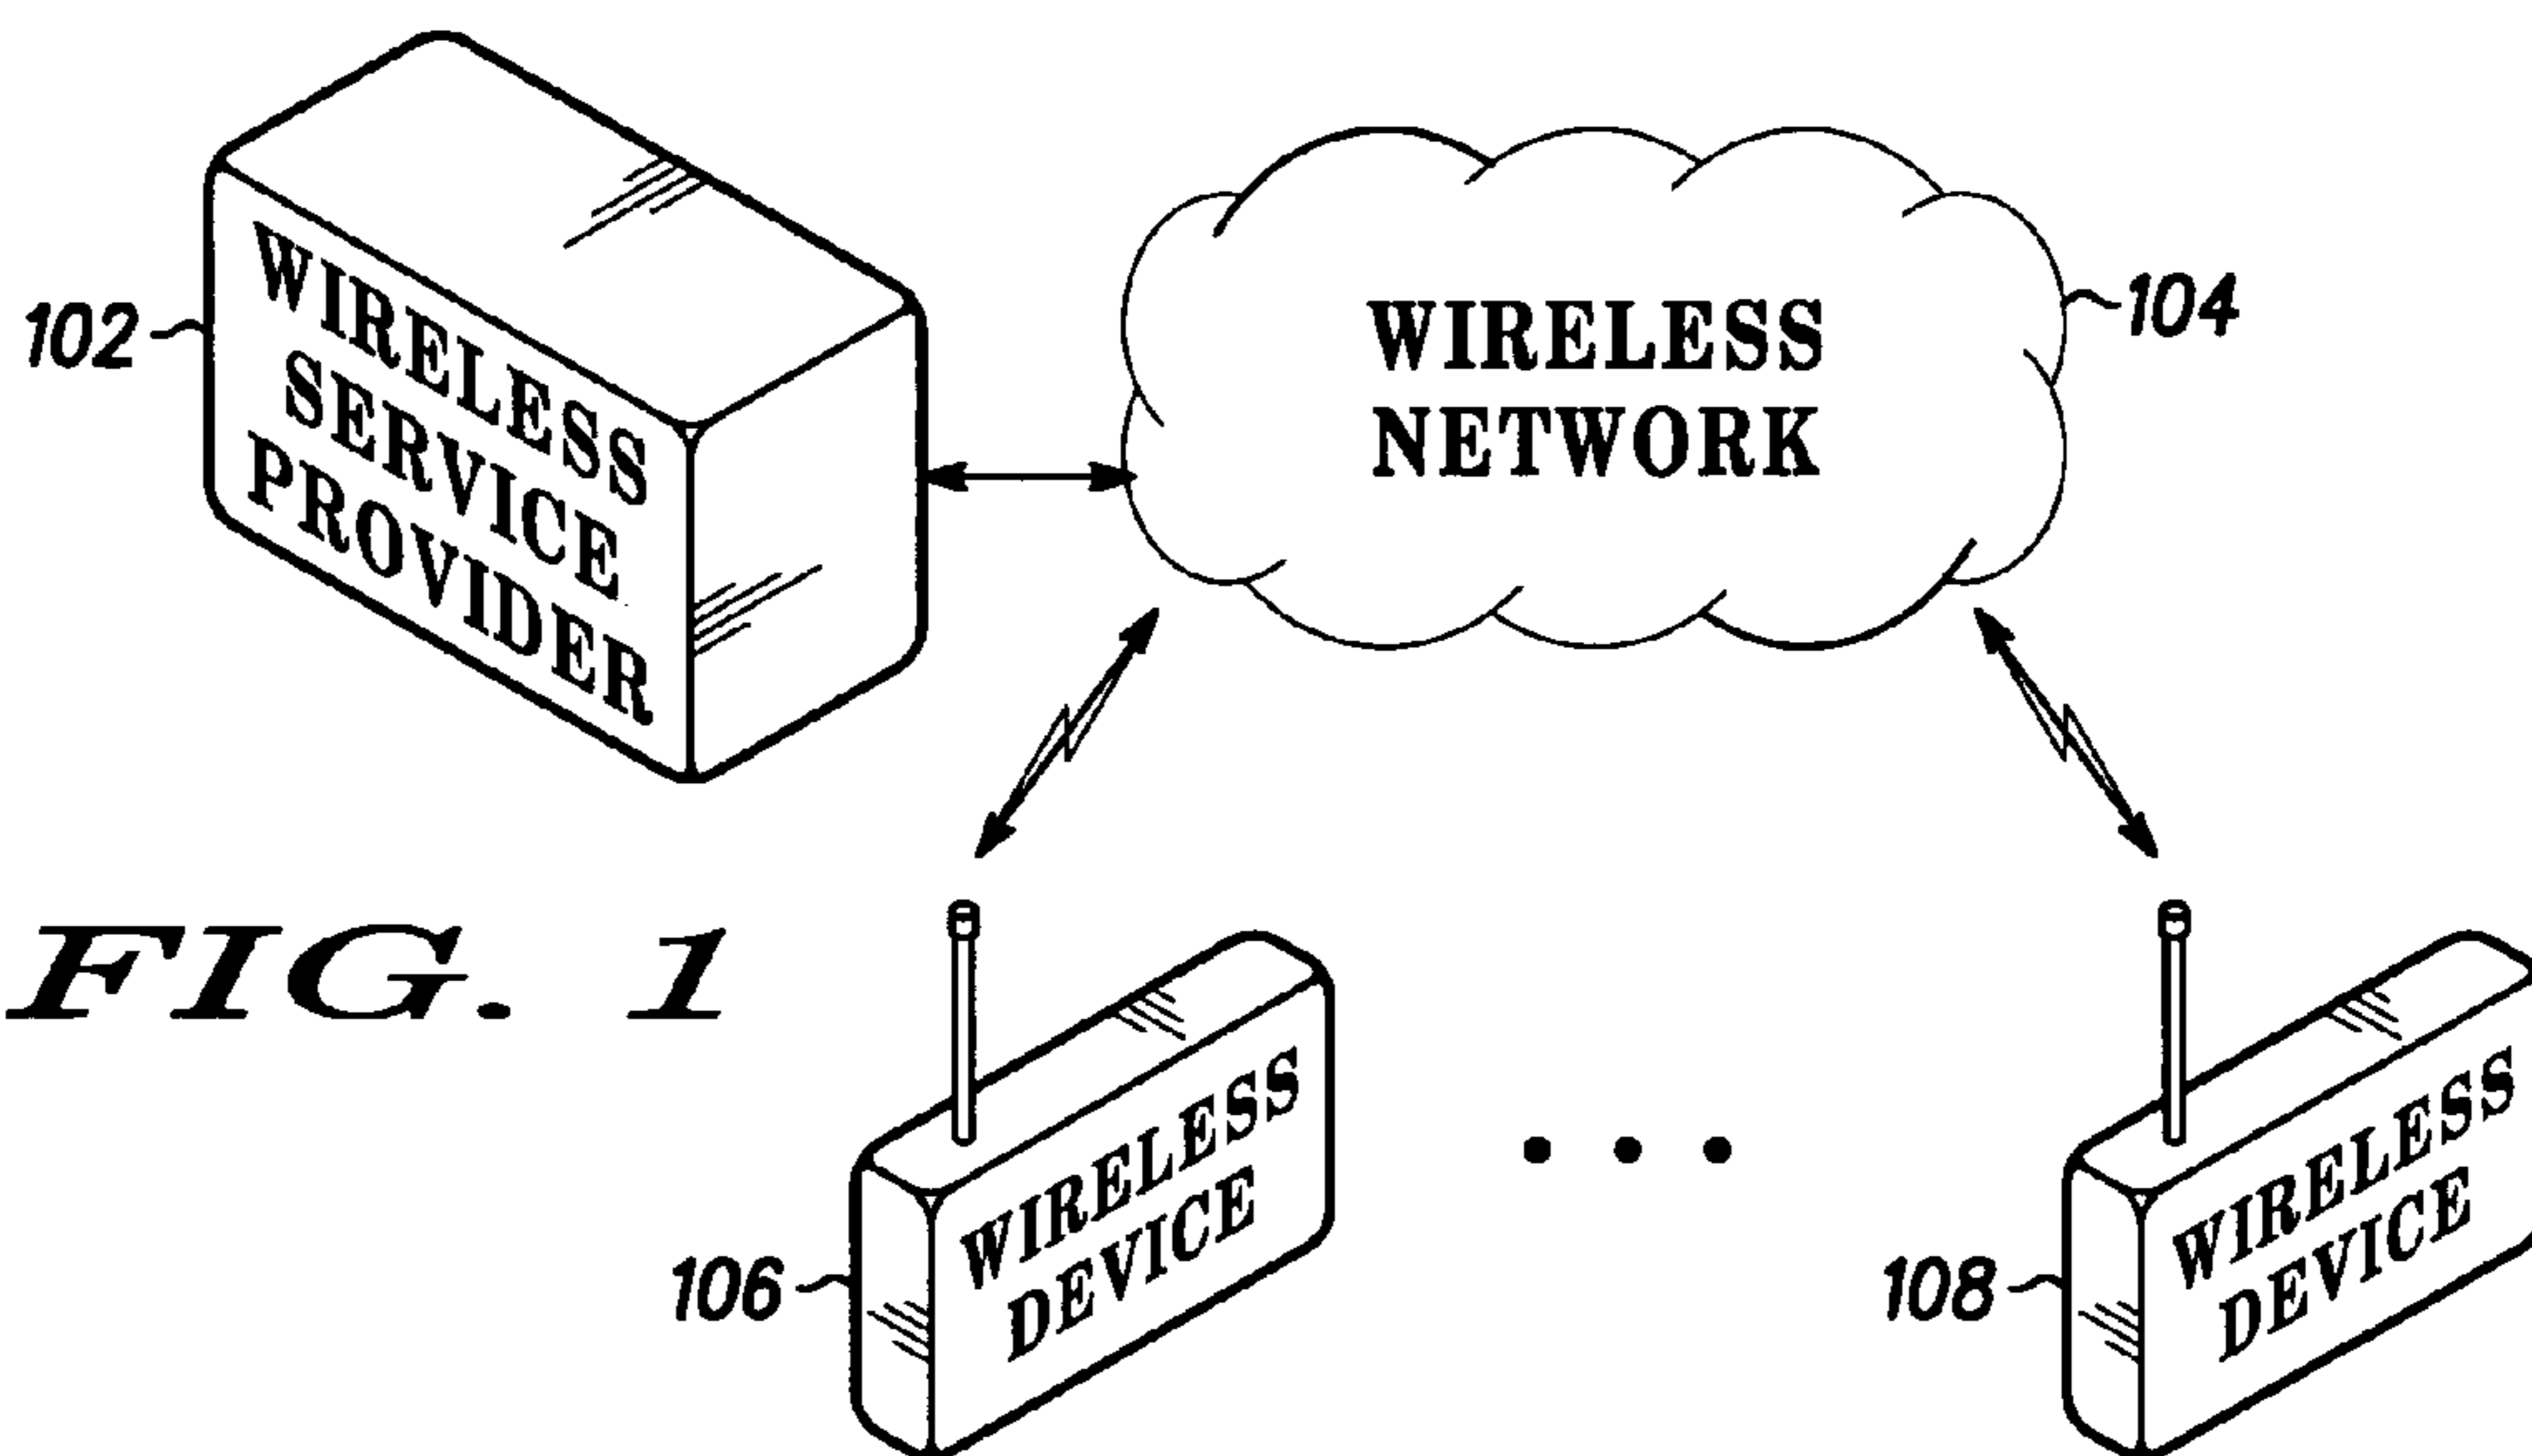 102
WIRELESS
SERVICE
PROVIDER
WIRELESS
NETWORK
104
FIG. 1
106
WIRELESS
DEVICE
108
WIRELESS
DEVICE